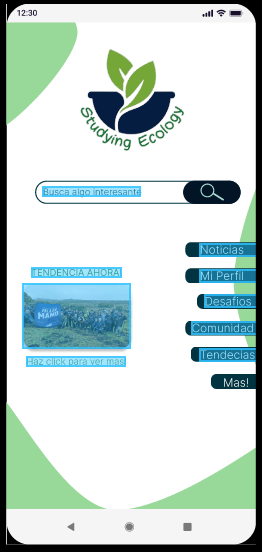 12:30
Studying Ecology
Busca algo interesante
Noticias
TENDENCIA AHORA
Mi Perfil
Desafios
Comunidad
Tendecias
Haz click para ver mas
Mas!